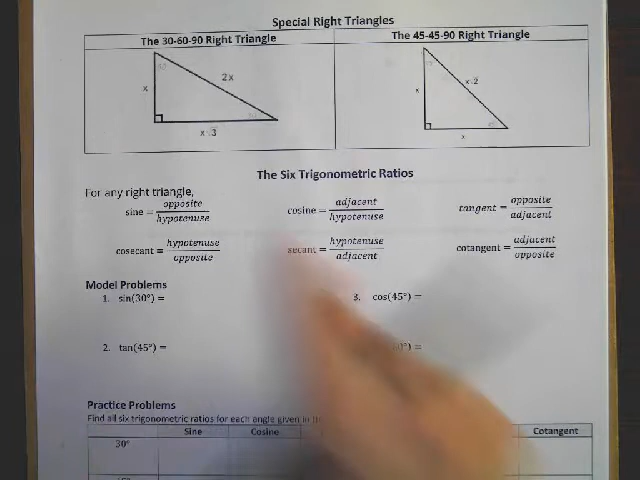 Special Right Triangles
The 30-60-90 Right Triangle
The 45-45-90 Right Triangle
x
2x
x√3
x
x√2
x
The Six Trigonometric Ratios
For any right triangle,
sine = opposite/hypotenuse
cosine = adjacent/hypotenuse
tangent = opposite/adjacent
cosecant = hypotenuse/opposite
secant = hypotenuse/adjacent
cotangent = adjacent/opposite
Model Problems
1. sin(30°) =
3. cos(45°) =
2. tan(45°) =
0°) =
Practice Problems
Find all six trigonometric ratios for each angle given in
Sine
Cosine
Cotangent
30°